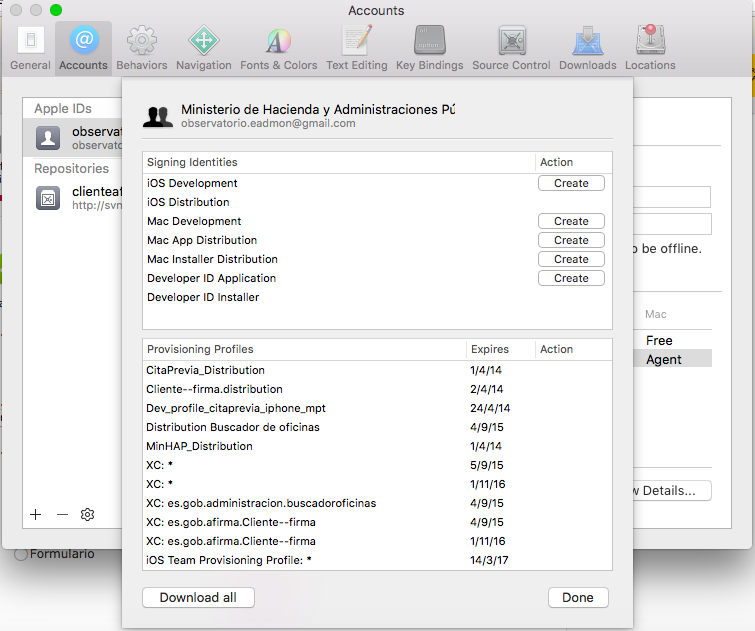 Accounts
General Accounts Behaviors Navigation Fonts & Colors Text Editing Key Bindings Source Control Downloads Locations
Apple IDs
observat
observato
Repositories
clienteaf
http://svn
Ministerio de Hacienda y Administraciones Pú
observatorio.eadmon@gmail.com
Signing Identities Action
iOS Development Create
iOS Distribution
Mac Development Create
Mac App Distribution Create
Mac Installer Distribution Create
Developer ID Application Create
Developer ID Installer
Provisioning Profiles Expires Action
CitaPrevia_Distribution 1/4/14
Cliente--firma.distribution 2/4/14
Dev_profile_citaprevia_iphone_mpt 24/4/14
Distribution Buscador de oficinas 4/9/15
MinHAP_Distribution 1/4/14
XC: * 5/9/15
XC: * 1/11/16
XC: es.gob.administracion.buscadoroficinas 4/9/15
XC: es.gob.afirma.Cliente--firma 4/9/15
XC: es.gob.afirma.Cliente--firma 1/11/16
iOS Team Provisioning Profile: * 14/3/17
Download all Done
o be offline.
Mac
Free
Agent
w Details...
Formulario